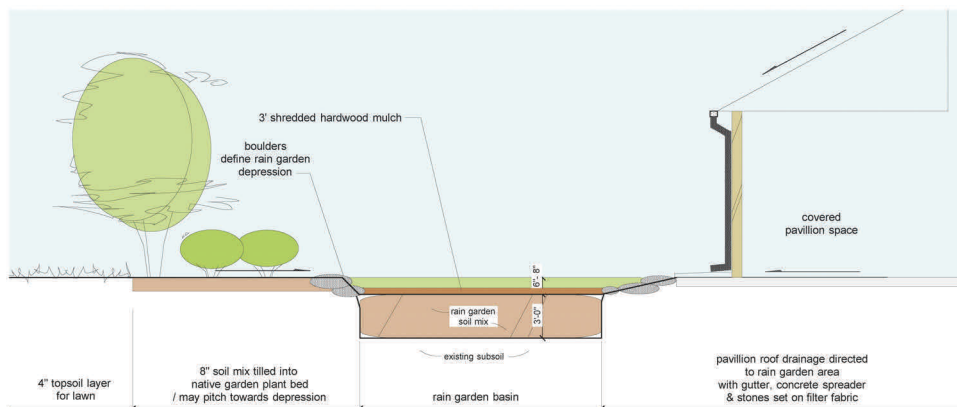 3' shredded hardwood mulch
boulders
define rain garden
depression
covered
pavillion space
6"- 8"
3'-0"
rain garden
soil mix
existing subsoil
4" topsoil layer
for lawn
8" soil mix tilled into
native garden plant bed
/ may pitch towards depression
rain garden basin
pavillion roof drainage directed
to rain garden area
with gutter, concrete spreader
& stones set on filter fabric